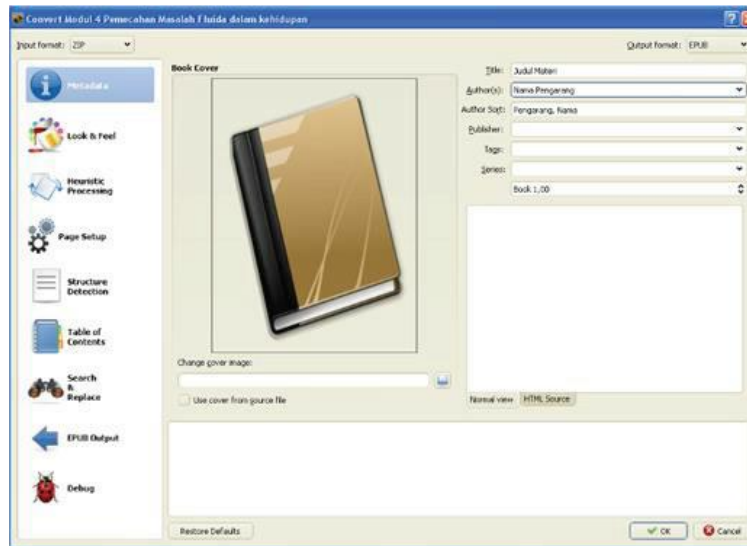 Convert Modul 4 Pemecahan Masalah Fluida dalam kehidupan
Input format: ZIP
Output format: EPUB
Metadata
Look & Feel
Heuristic
Processing
Page Setup
Structure
Detection
Table of
Contents
Search
&
Replace
EPUB Output
Debug
Book Cover
Change cover image:
Use cover from source file
Title: Judul Materi
Author(s): Nama Pengarang
Author Sort: Pengarang, Nama
Publisher:
Tags:
Series:
Book 1,00
Normal view HTML Source
Restore Defaults
OK Cancel